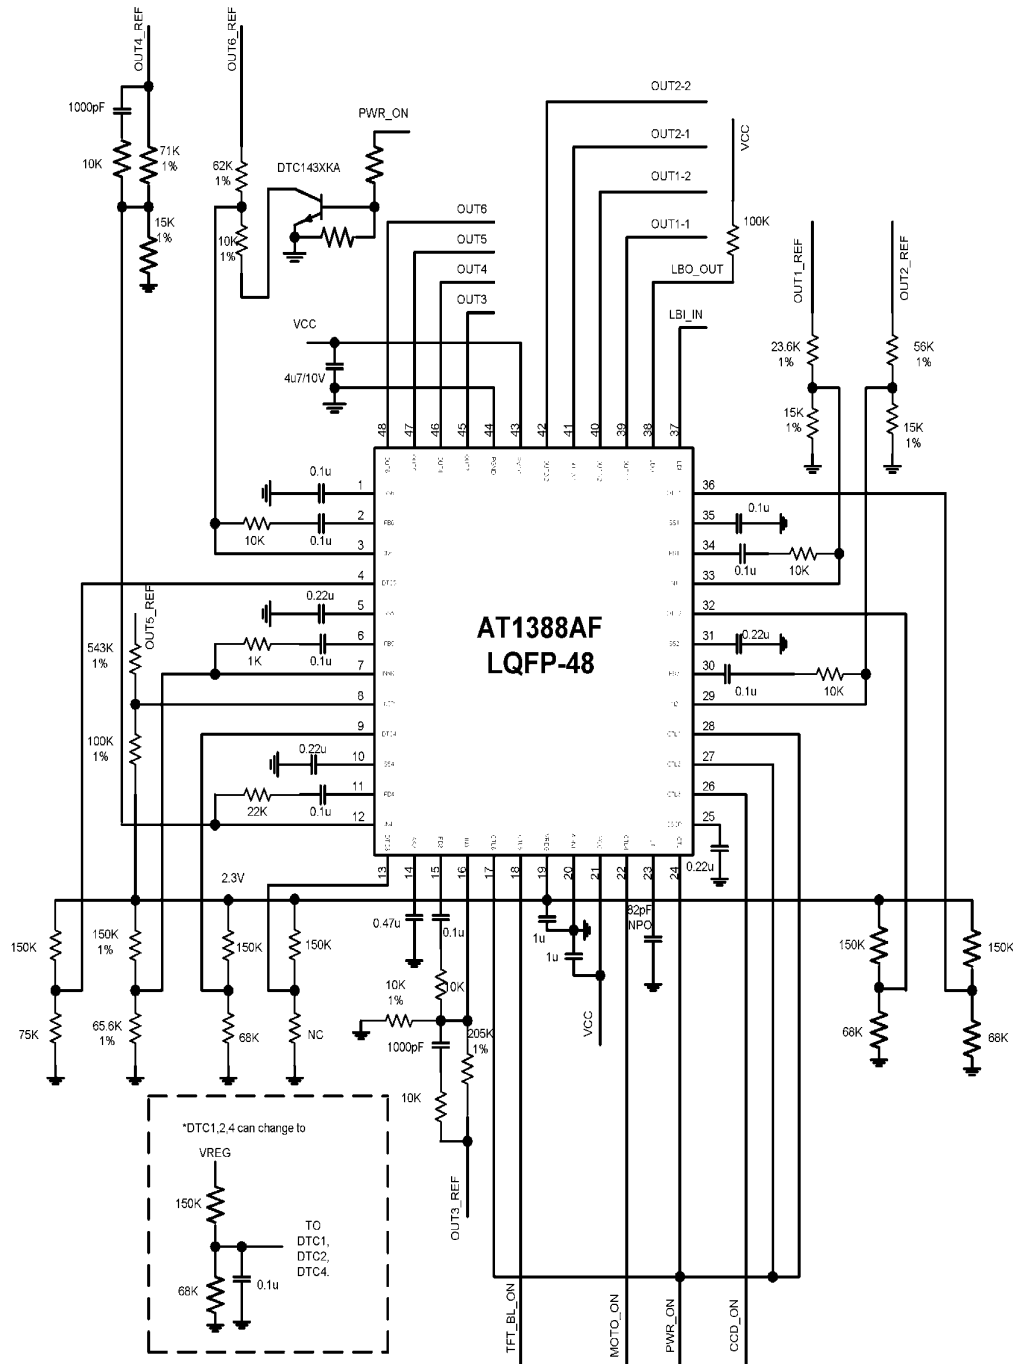 OUT4_REF
OUT6_REF
1000pF
10K
71K
1%
15K
1%
62K
1%
10K
1%
DTC143XKA
PWR_ON
OUT6
OUT5
OUT4
OUT3
VCC
4u7/10V
OUT2-2
OUT2-1
OUT1-2
OUT1-1
LBO_OUT
LBI_IN
VCC
100K
OUT1_REF
OUT2_REF
23.6K
1%
15K
1%
56K
1%
15K
1%
48
47
46
45
44
43
42
41
40
39
38
37
1
2
3
4
5
6
7
8
9
10
11
12
0.1u
10K
0.1u
0.22u
1K
0.1u
0.22u
22K
0.1u
OUT5_REF
543K
1%
100K
1%
AT1388AF
LQFP-48
36
35
34
33
32
31
30
29
28
27
26
25
0.1u
0.1u
10K
0.22u
0.1u
10K
0.22u
13
14
15
16
17
18
19
20
21
22
23
24
2.3V
150K
75K
150K
1%
65.6K
1%
150K
68K
150K
NC
0.47u
0.1u
10K
10K
1%
1000pF
10K
205K
1%
OUT3_REF
1u
1u
VCC
82pF
NPO
150K
68K
150K
68K
*DTC1,2,4 can change to
VREG
150K
68K
0.1u
TO
DTC1,
DTC2,
DTC4.
TFT_BL_ON
MOTO_ON
PWR_ON
CCD_ON